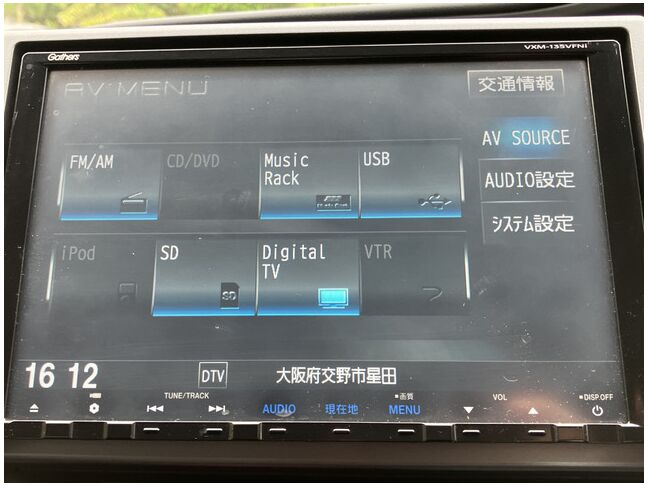 Gathers
VXM-135VFNi
AV MENU
交通情報
FM/AM
CD/DVD
Music
Rack
USB
AV SOURCE
AUDIO設定
システム設定
iPod
SD
SD
Digital
TV
VTR
16 12
DTV
大阪府交野市星田
TUNE/TRACK
AUDIO
現在地
■画質
MENU
VOL
■DISP OFF